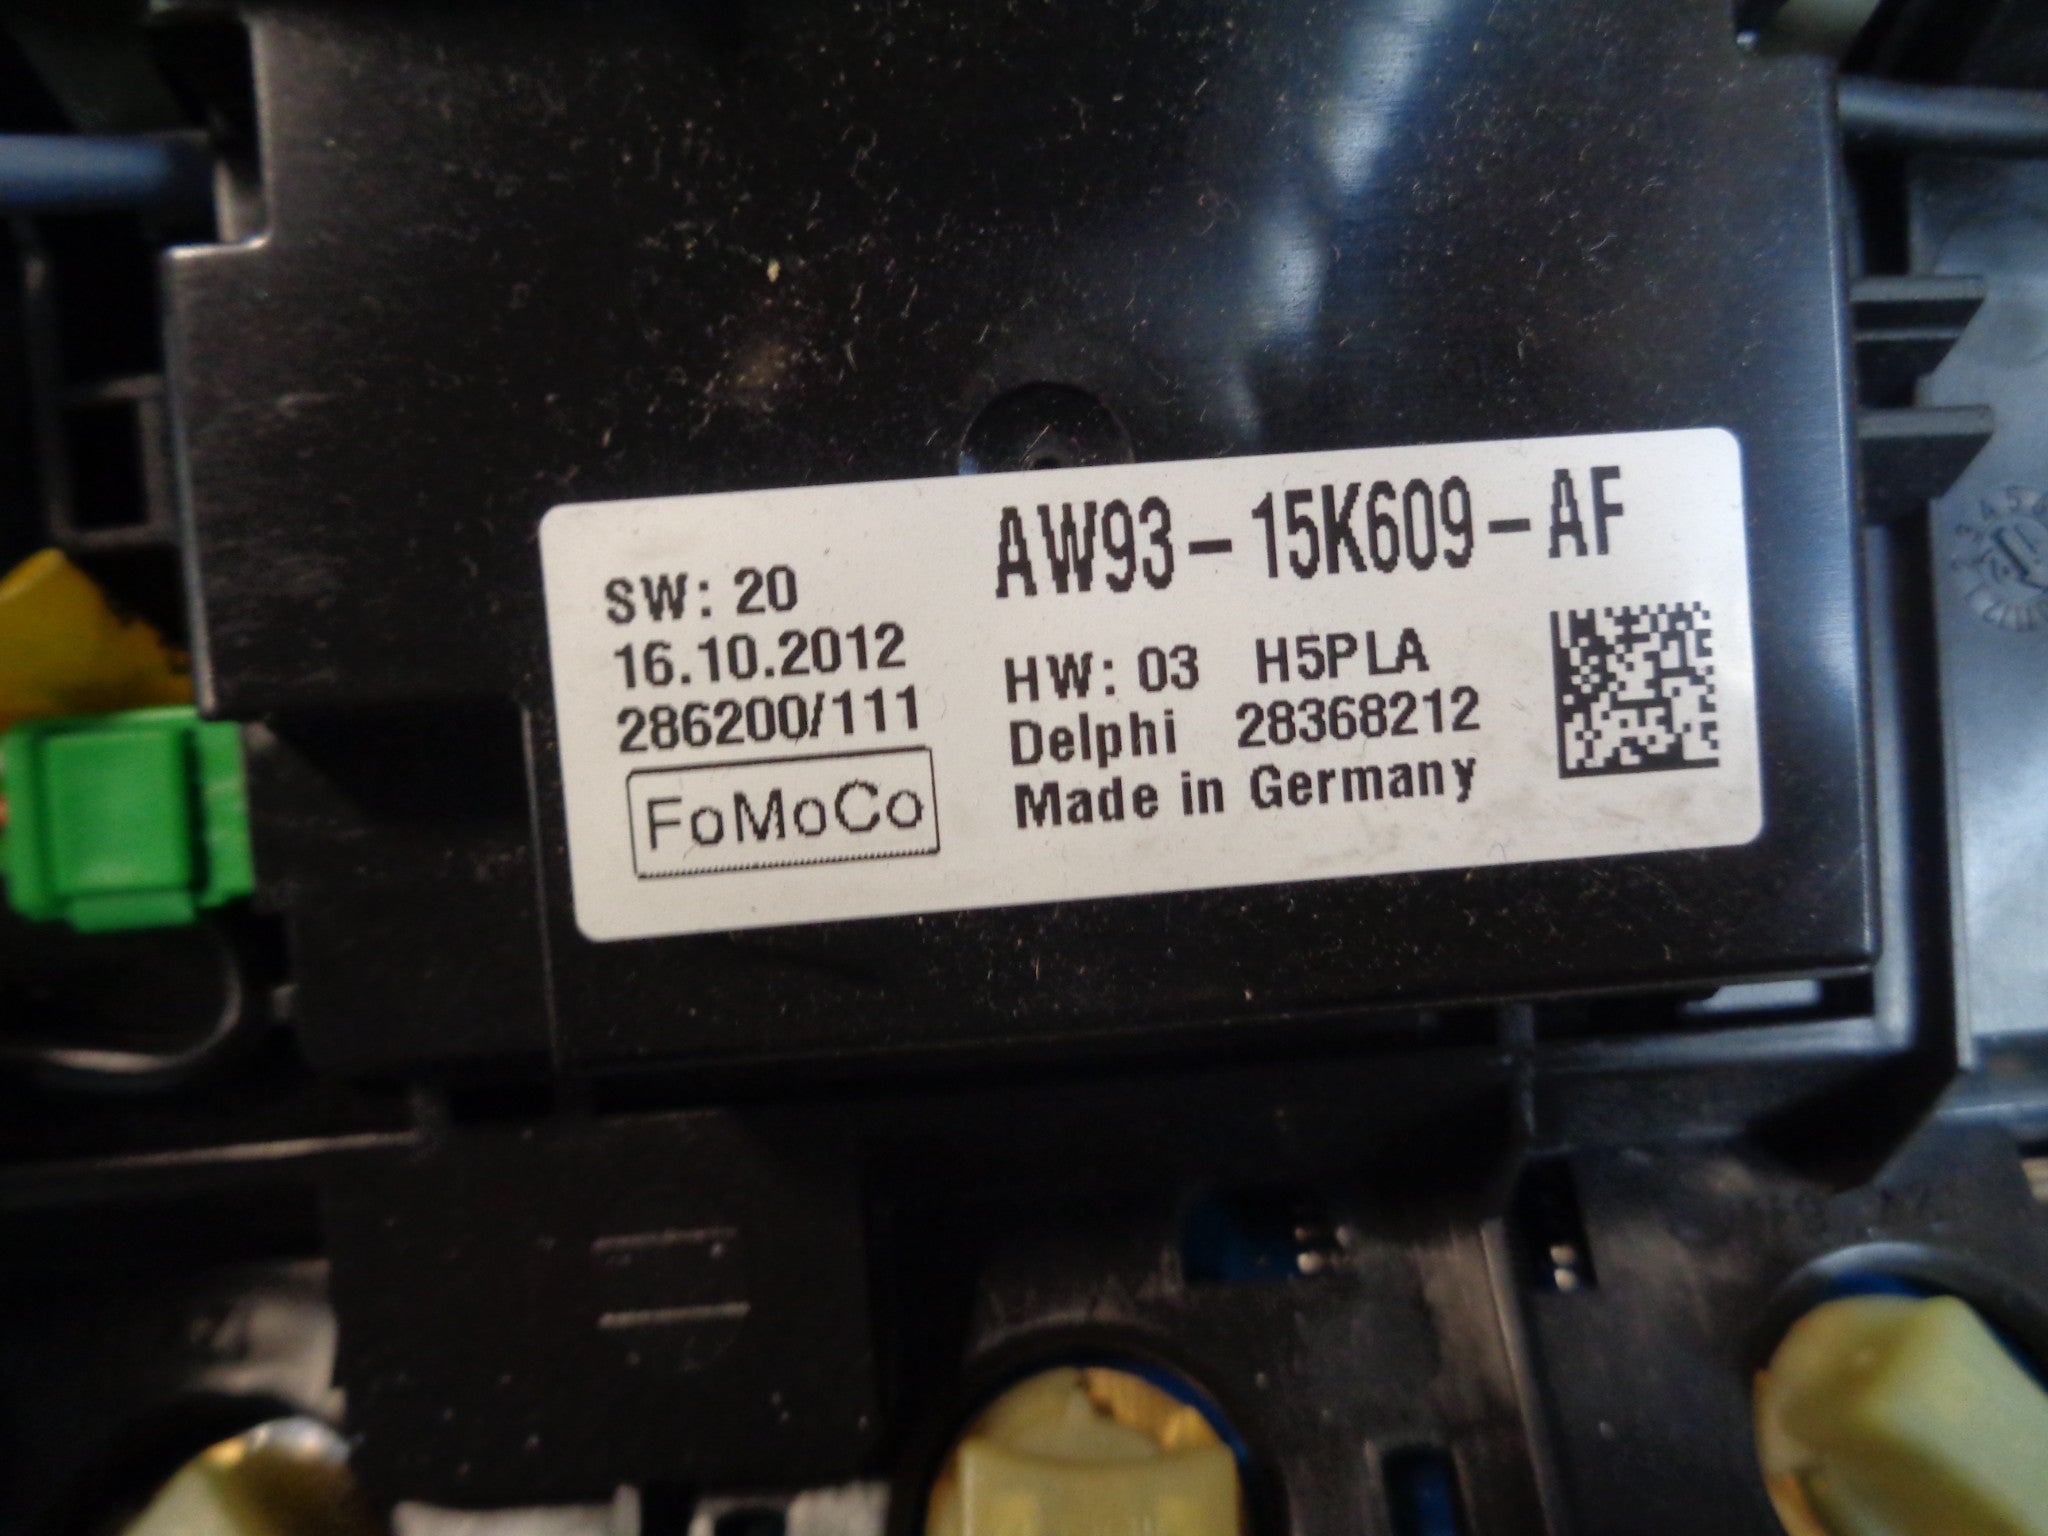 AW93-15K609-AF
SW: 20
16.10.2012
286200/111
FoMoCo
HW: 03 H5PLA
Delphi 28368212
Made in Germany